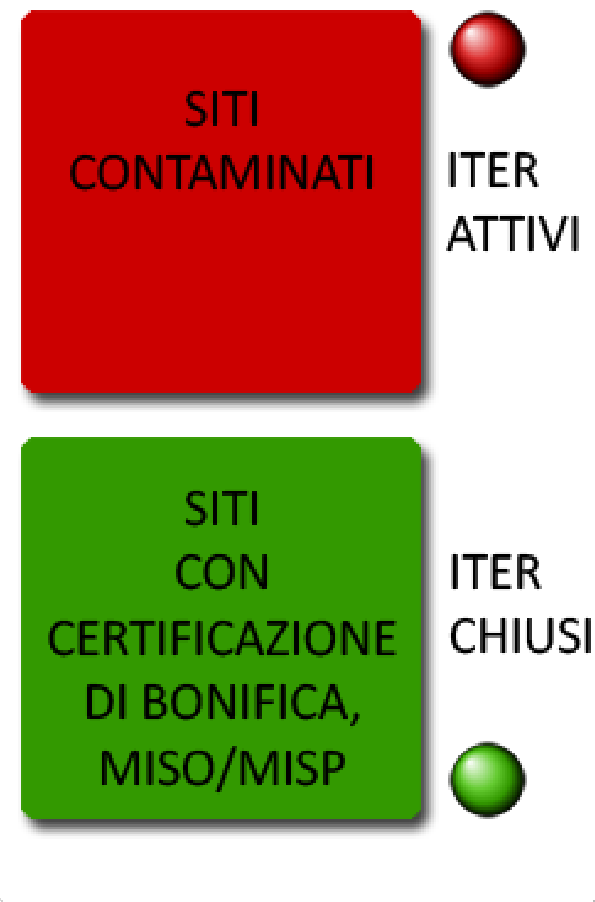 SITI
CONTAMINATI
ITER
ATTIVI
SITI
CON
CERTIFICAZIONE
DI BONIFICA,
MISO/MISP
ITER
CHIUSI